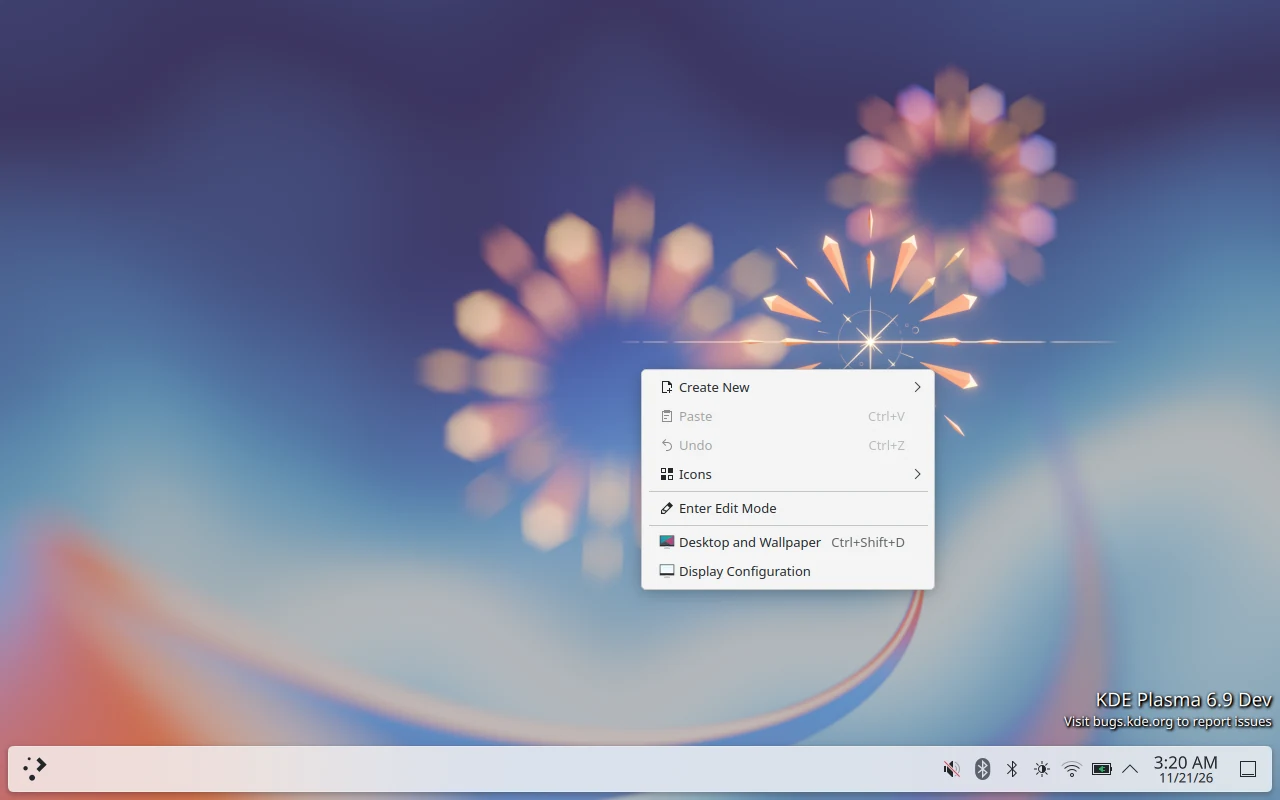 Create New
Paste Ctrl+V
Undo Ctrl+Z
Icons
Enter Edit Mode
Desktop and Wallpaper Ctrl+Shift+D
Display Configuration
KDE Plasma 6.9 Dev
Visit bugs.kde.org to report issues
3:20 AM
11/21/26